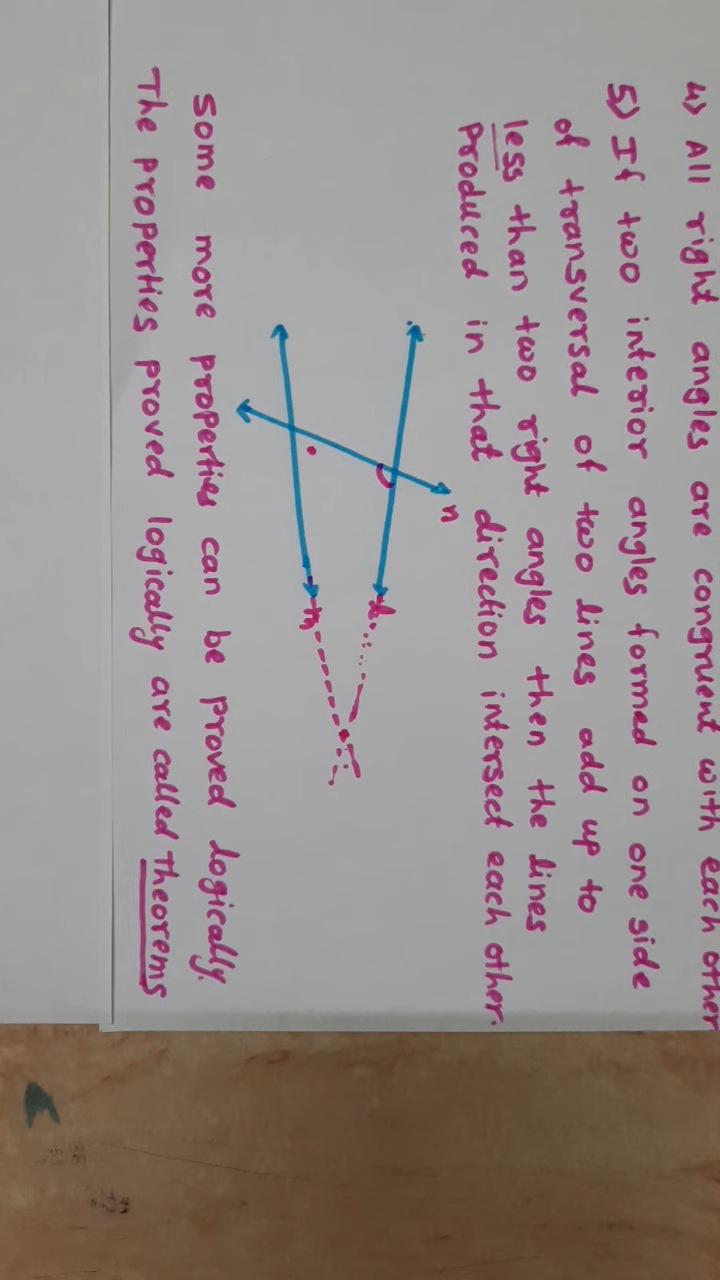 4) All right angles are congruent with each other
5) If two interior angles formed on one side
of transversal of two lines add up to
less than two right angles then the lines
produced in that direction intersect each other.
n
l
m
Some more properties can be proved logically.
The properties proved logically are called Theorems